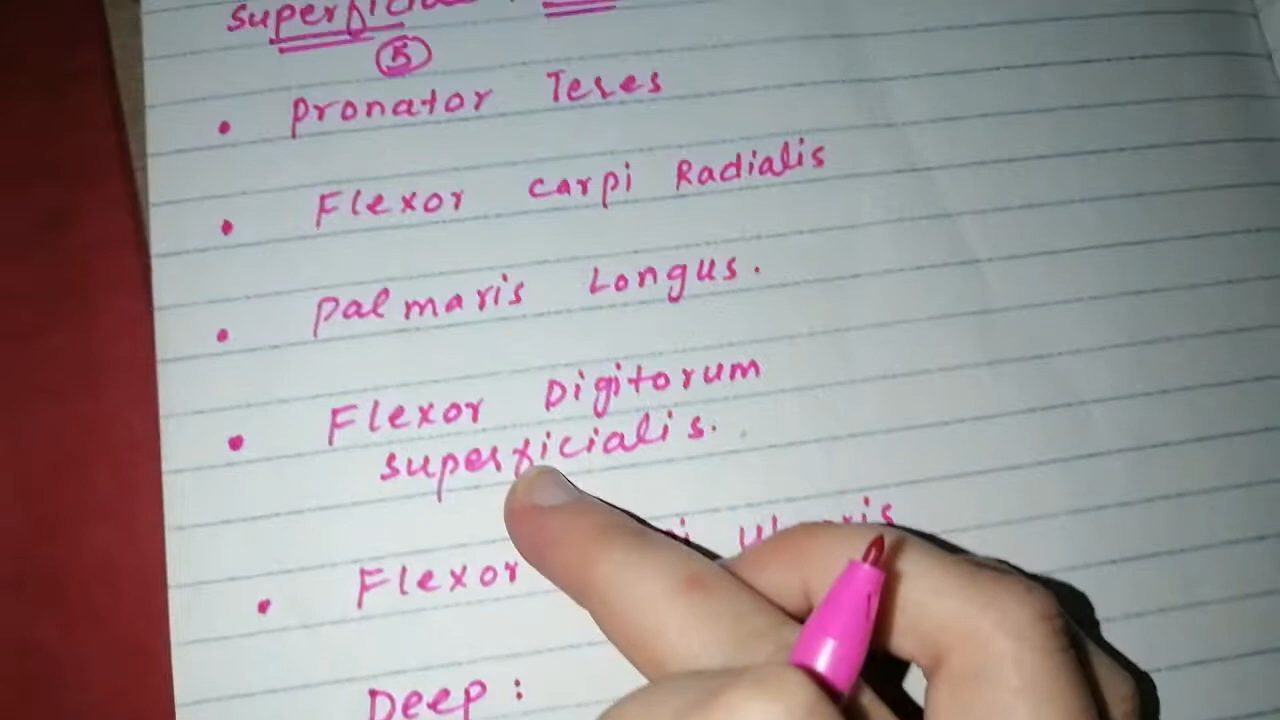 superficial
5
• Pronator Teres
• Flexor Carpi Radialis
• Palmaris Longus.
• Flexor Digitorum
superficialis.
• Flexor
Deep :